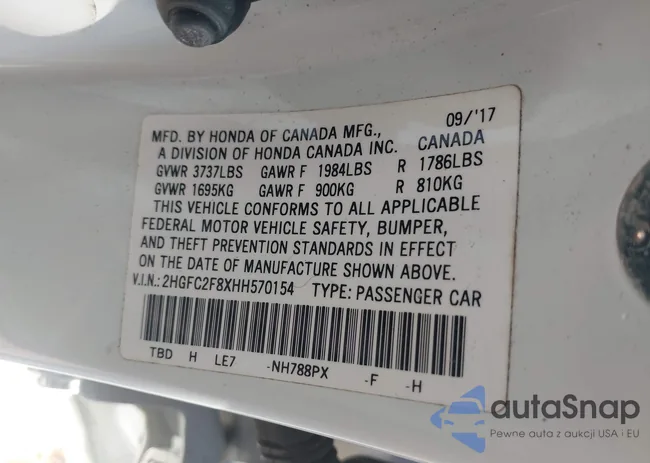 09/'17
MFD. BY HONDA OF CANADA MFG.,
A DIVISION OF HONDA CANADA INC. CANADA
GVWR 3737LBS GAWR F 1984LBS R 1786LBS
GVWR 1695KG GAWR F 900KG R 810KG
THIS VEHICLE CONFORMS TO ALL APPLICABLE
FEDERAL MOTOR VEHICLE SAFETY, BUMPER,
AND THEFT PREVENTION STANDARDS IN EFFECT
ON THE DATE OF MANUFACTURE SHOWN ABOVE.
V.I.N.: 2HGFC2F8XHH570154 TYPE: PASSENGER CAR
TBD H LE7 -NH788PX -F -H
autaSnap
Pewne auta z aukcji USA i EU